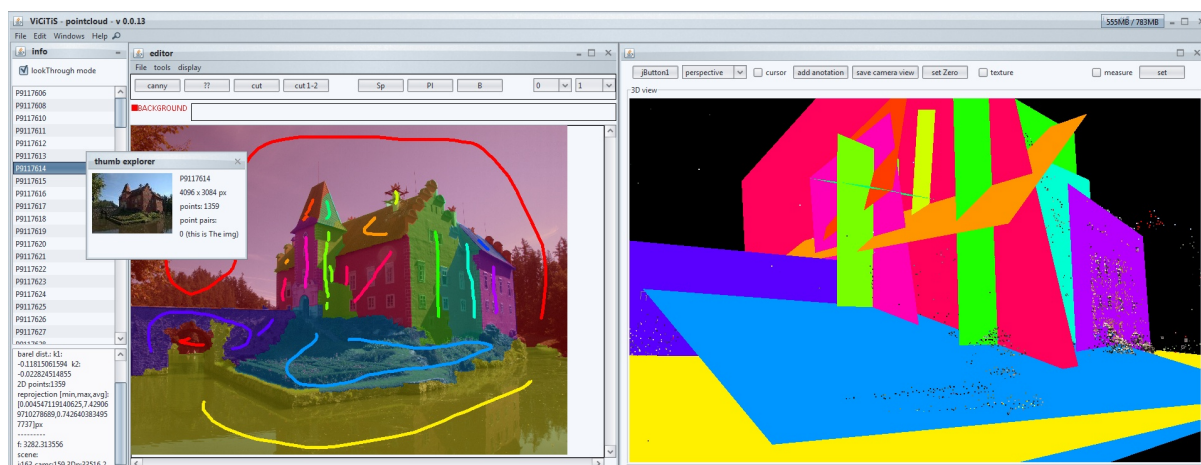 ViCiTiS - pointcloud - v 0.0.13
555MB / 783MB
File Edit Windows Help
info
lookThrough mode
P9117606
P9117608
P9117610
P9117611
P9117612
P9117613
P9117614
P9117615
P9117616
P9117617
P9117618
P9117619
P9117620
P9117621
P9117622
P9117623
P9117624
P9117625
P9117626
P9117627
P9117628
barel dist.: k1:
-0.11815061594 k2:
-0.022824514855
2D points:1359
reprojection [min,max,avg]:
[0.004547119140625,7.42906
9710278689,0.742640383495
7737]px
---------
f: 3282.313556
scene:
thumb explorer
P9117614
4096 x 3084 px
points: 1359
point pairs:
0 (this is The img)
editor
File tools display
canny ?? cut cut 1-2 Sp Pl B 0 1
BACKGROUND
jButton1 perspective cursor add anotation save camera view set Zero texture measure set
3D view